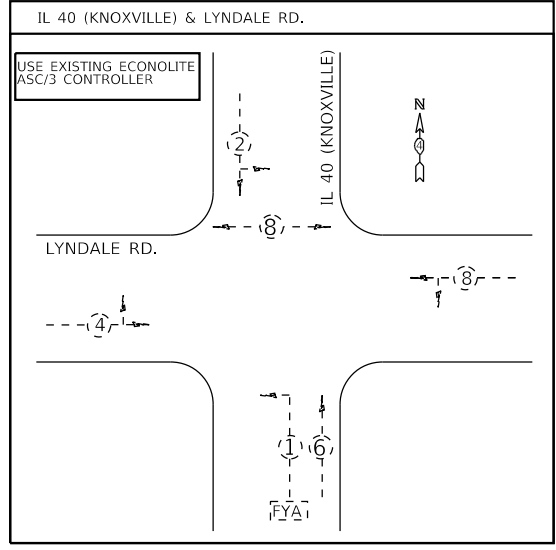 IL 40 (KNOXVILLE) & LYNDALE RD.
USE EXISTING ECONOLITE
ASC/3 CONTROLLER
IL 40 (KNOXVILLE)
N
4
2
8
LYNDALE RD.
8
4
1
6
FYA